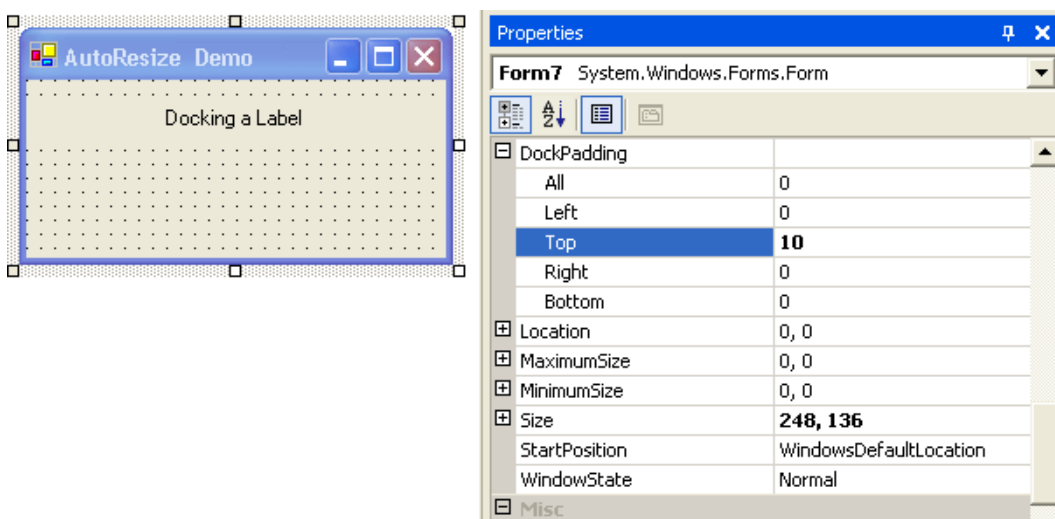 AutoResize Demo
Docking a Label
Properties
Form7 System.Windows.Forms.Form
DockPadding
All 0
Left 0
Top 10
Right 0
Bottom 0
Location 0, 0
MaximumSize 0, 0
MinimumSize 0, 0
Size 248, 136
StartPosition WindowsDefaultLocation
WindowState Normal
Misc